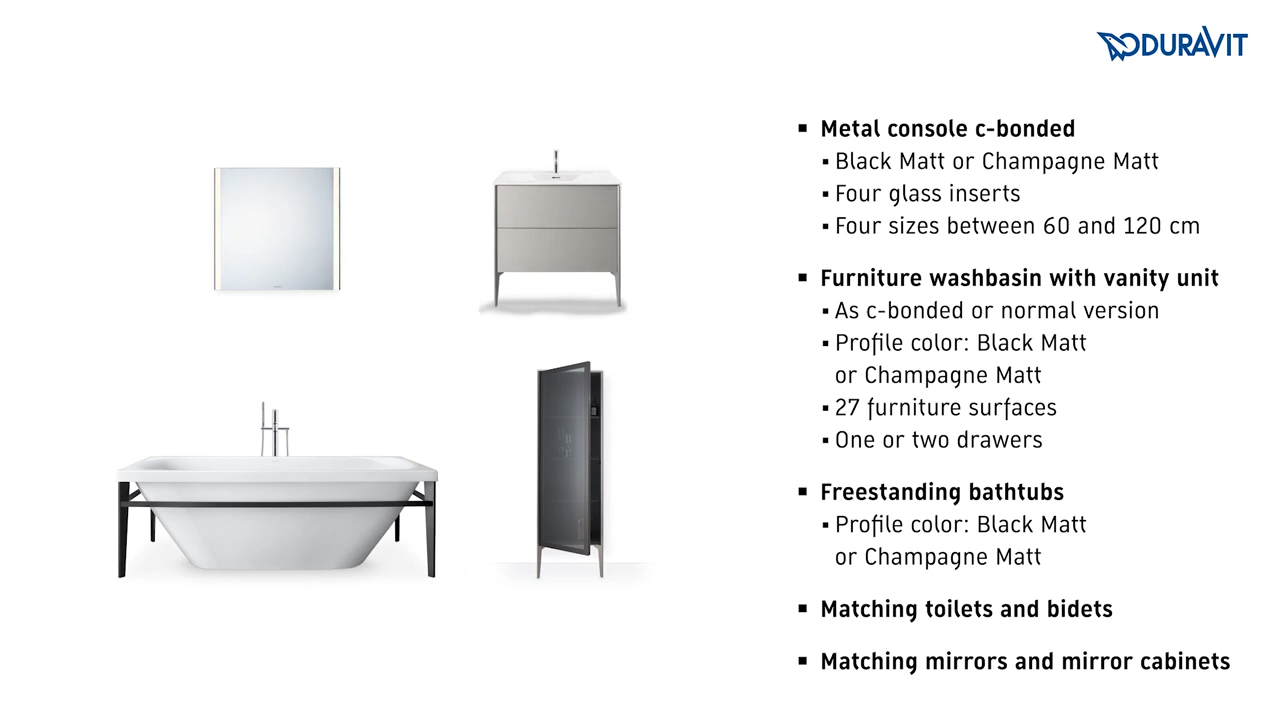 DURAVIT
▪ Metal console c-bonded
▪ Black Matt or Champagne Matt
▪ Four glass inserts
▪ Four sizes between 60 and 120 cm
▪ Furniture washbasin with vanity unit
▪ As c-bonded or normal version
▪ Profile color: Black Matt
or Champagne Matt
▪ 27 furniture surfaces
▪ One or two drawers
▪ Freestanding bathtubs
▪ Profile color: Black Matt
or Champagne Matt
▪ Matching toilets and bidets
▪ Matching mirrors and mirror cabinets